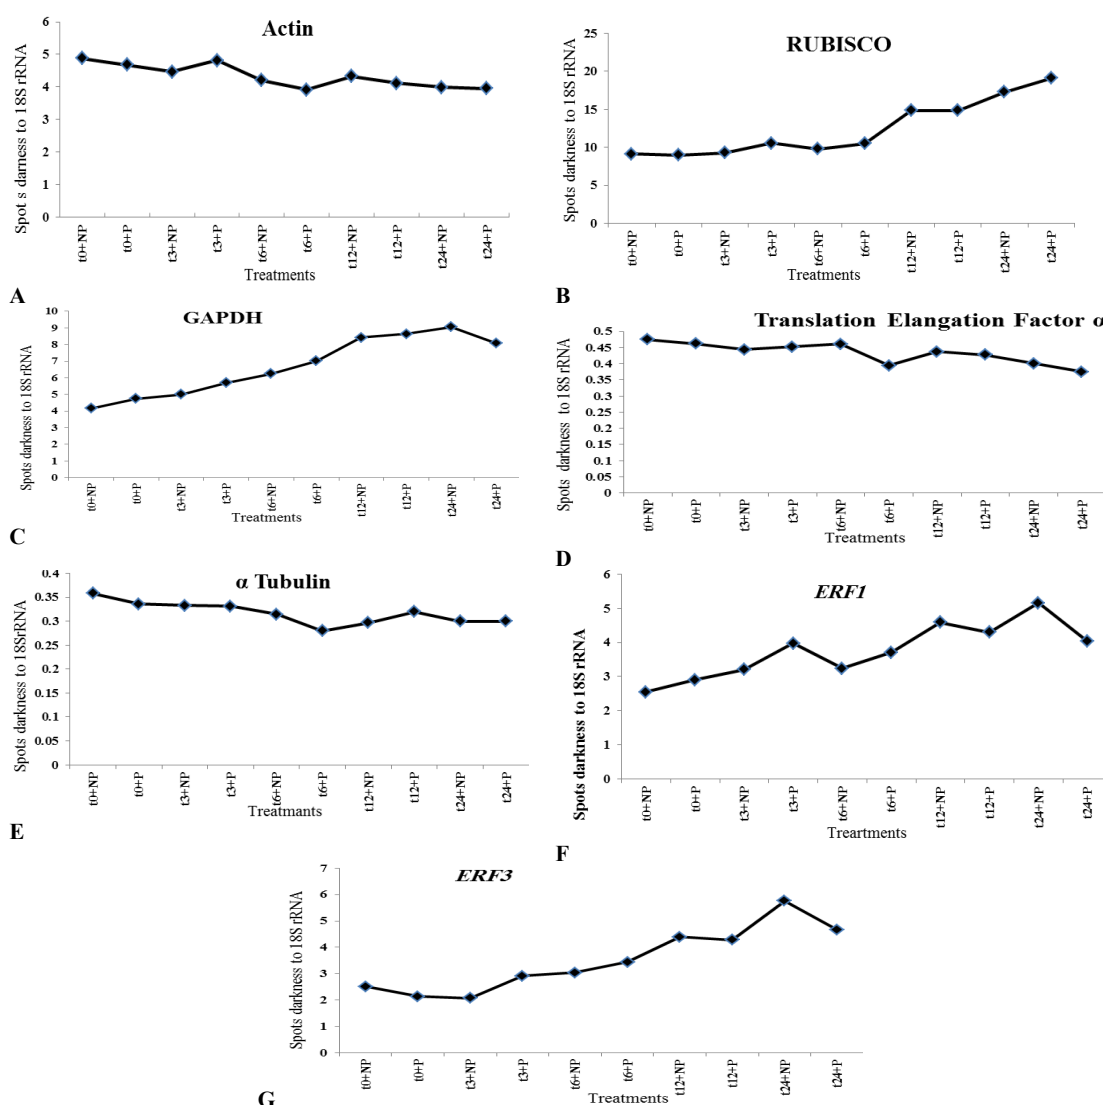 Actin
Spot s darness to 18S rRNA
6
5
4
3
2
1
0
t0+NP
t0+P
t3+NP
t3+P
t6+NP
t6+P
t12+NP
t12+P
t24+NP
t24+P
Treatments
A
RUBISCO
Spots darkness to 18S rRNA
25
20
15
10
5
0
t0+NP
t0+P
t3+NP
t3+P
t6+NP
t6+P
t12+NP
t12+P
t24+NP
t24+P
Treatments
B
GAPDH
Spots darkness to 18SrRNA
10
9
8
7
6
5
4
3
2
1
0
t0+NP
t0+P
t3+NP
t3+P
t6+NP
t6+P
t12+NP
t12+P
t24+NP
t24+P
Treatments
C
Translation Elangation Factor α
Spots darkness to 18S rRNA
0.5
0.45
0.4
0.35
0.3
0.25
0.2
0.15
0.1
0.05
0
t0+NP
t0+P
t3+NP
t3+P
t6+NP
t6+P
t12+NP
t12+P
t24+NP
t24+P
Treatments
D
α Tubulin
Spots darkness to 18SrRNA
0.4
0.35
0.3
0.25
0.2
0.15
0.1
0.05
0
t0+NP
t0+P
t3+NP
t3+P
t6+NP
t6+P
t12+NP
t12+P
t24+NP
t24+P
Treatmants
E
ERF1
Spots darkness to 18S rRNA
6
5
4
3
2
1
0
t0+NP
t0+P
t3+NP
t3+P
t6+NP
t6+P
t12+NP
t12+P
t24+NP
t24+P
Treartments
F
ERF3
Spots darkness to 18S rRNA
7
6
5
4
3
2
1
0
t0+NP
t0+P
t3+NP
t3+P
t6+NP
t6+P
t12+NP
t12+P
t24+NP
t24+P
Treatments
G